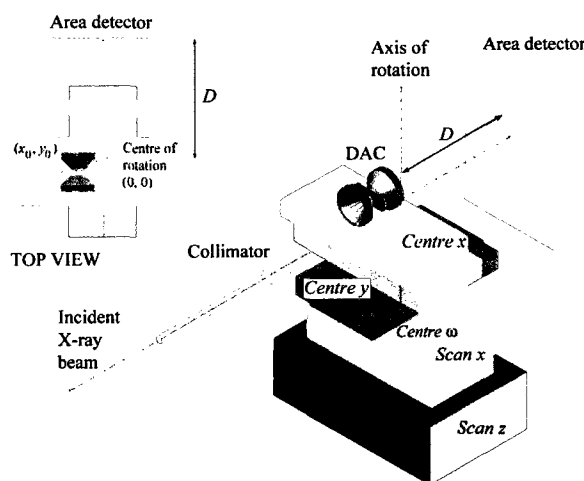 Area detector
D
(x₀, y₀)
Centre of
rotation
(0, 0)
TOP VIEW
Axis of
rotation
Area detector
D
DAC
Collimator
Centre x
Centre y
Incident
X-ray
beam
Centre ω
Scan x
Scan z